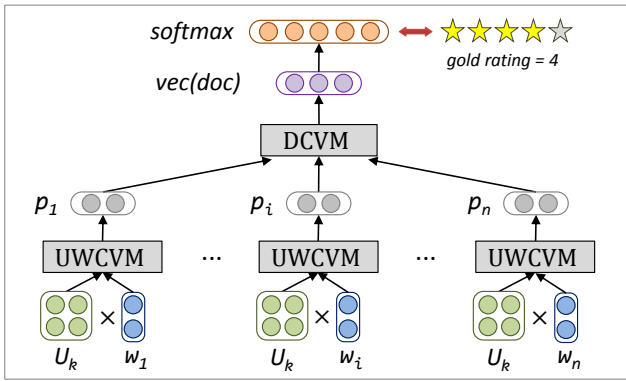 softmax
gold rating = 4
vec(doc)
DCVM
p1 pi pn
UWCVM ... UWCVM ... UWCVM
× × ×
Uk w1 Uk wi Uk wn